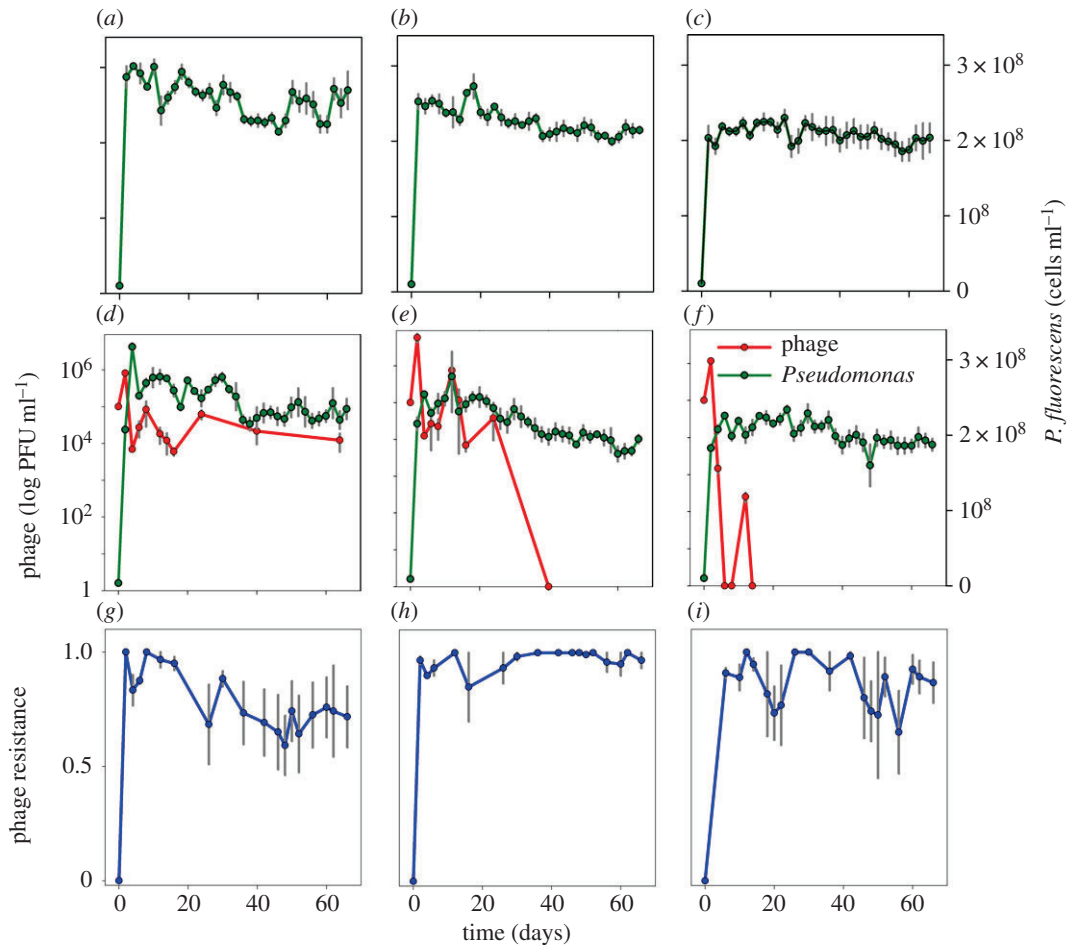 (a)
(b)
(c)
3 × 10⁸
2 × 10⁸
10⁸
0
P. fluorescens (cells ml⁻¹)
(d)
(e)
(f)
phage
Pseudomonas
10⁶
10⁴
10²
1
phage (log PFU ml⁻¹)
3 × 10⁸
2 × 10⁸
10⁸
0
(g)
(h)
(i)
1.0
0.5
0
phage resistance
0 20 40 60
0 20 40 60
0 20 40 60
time (days)